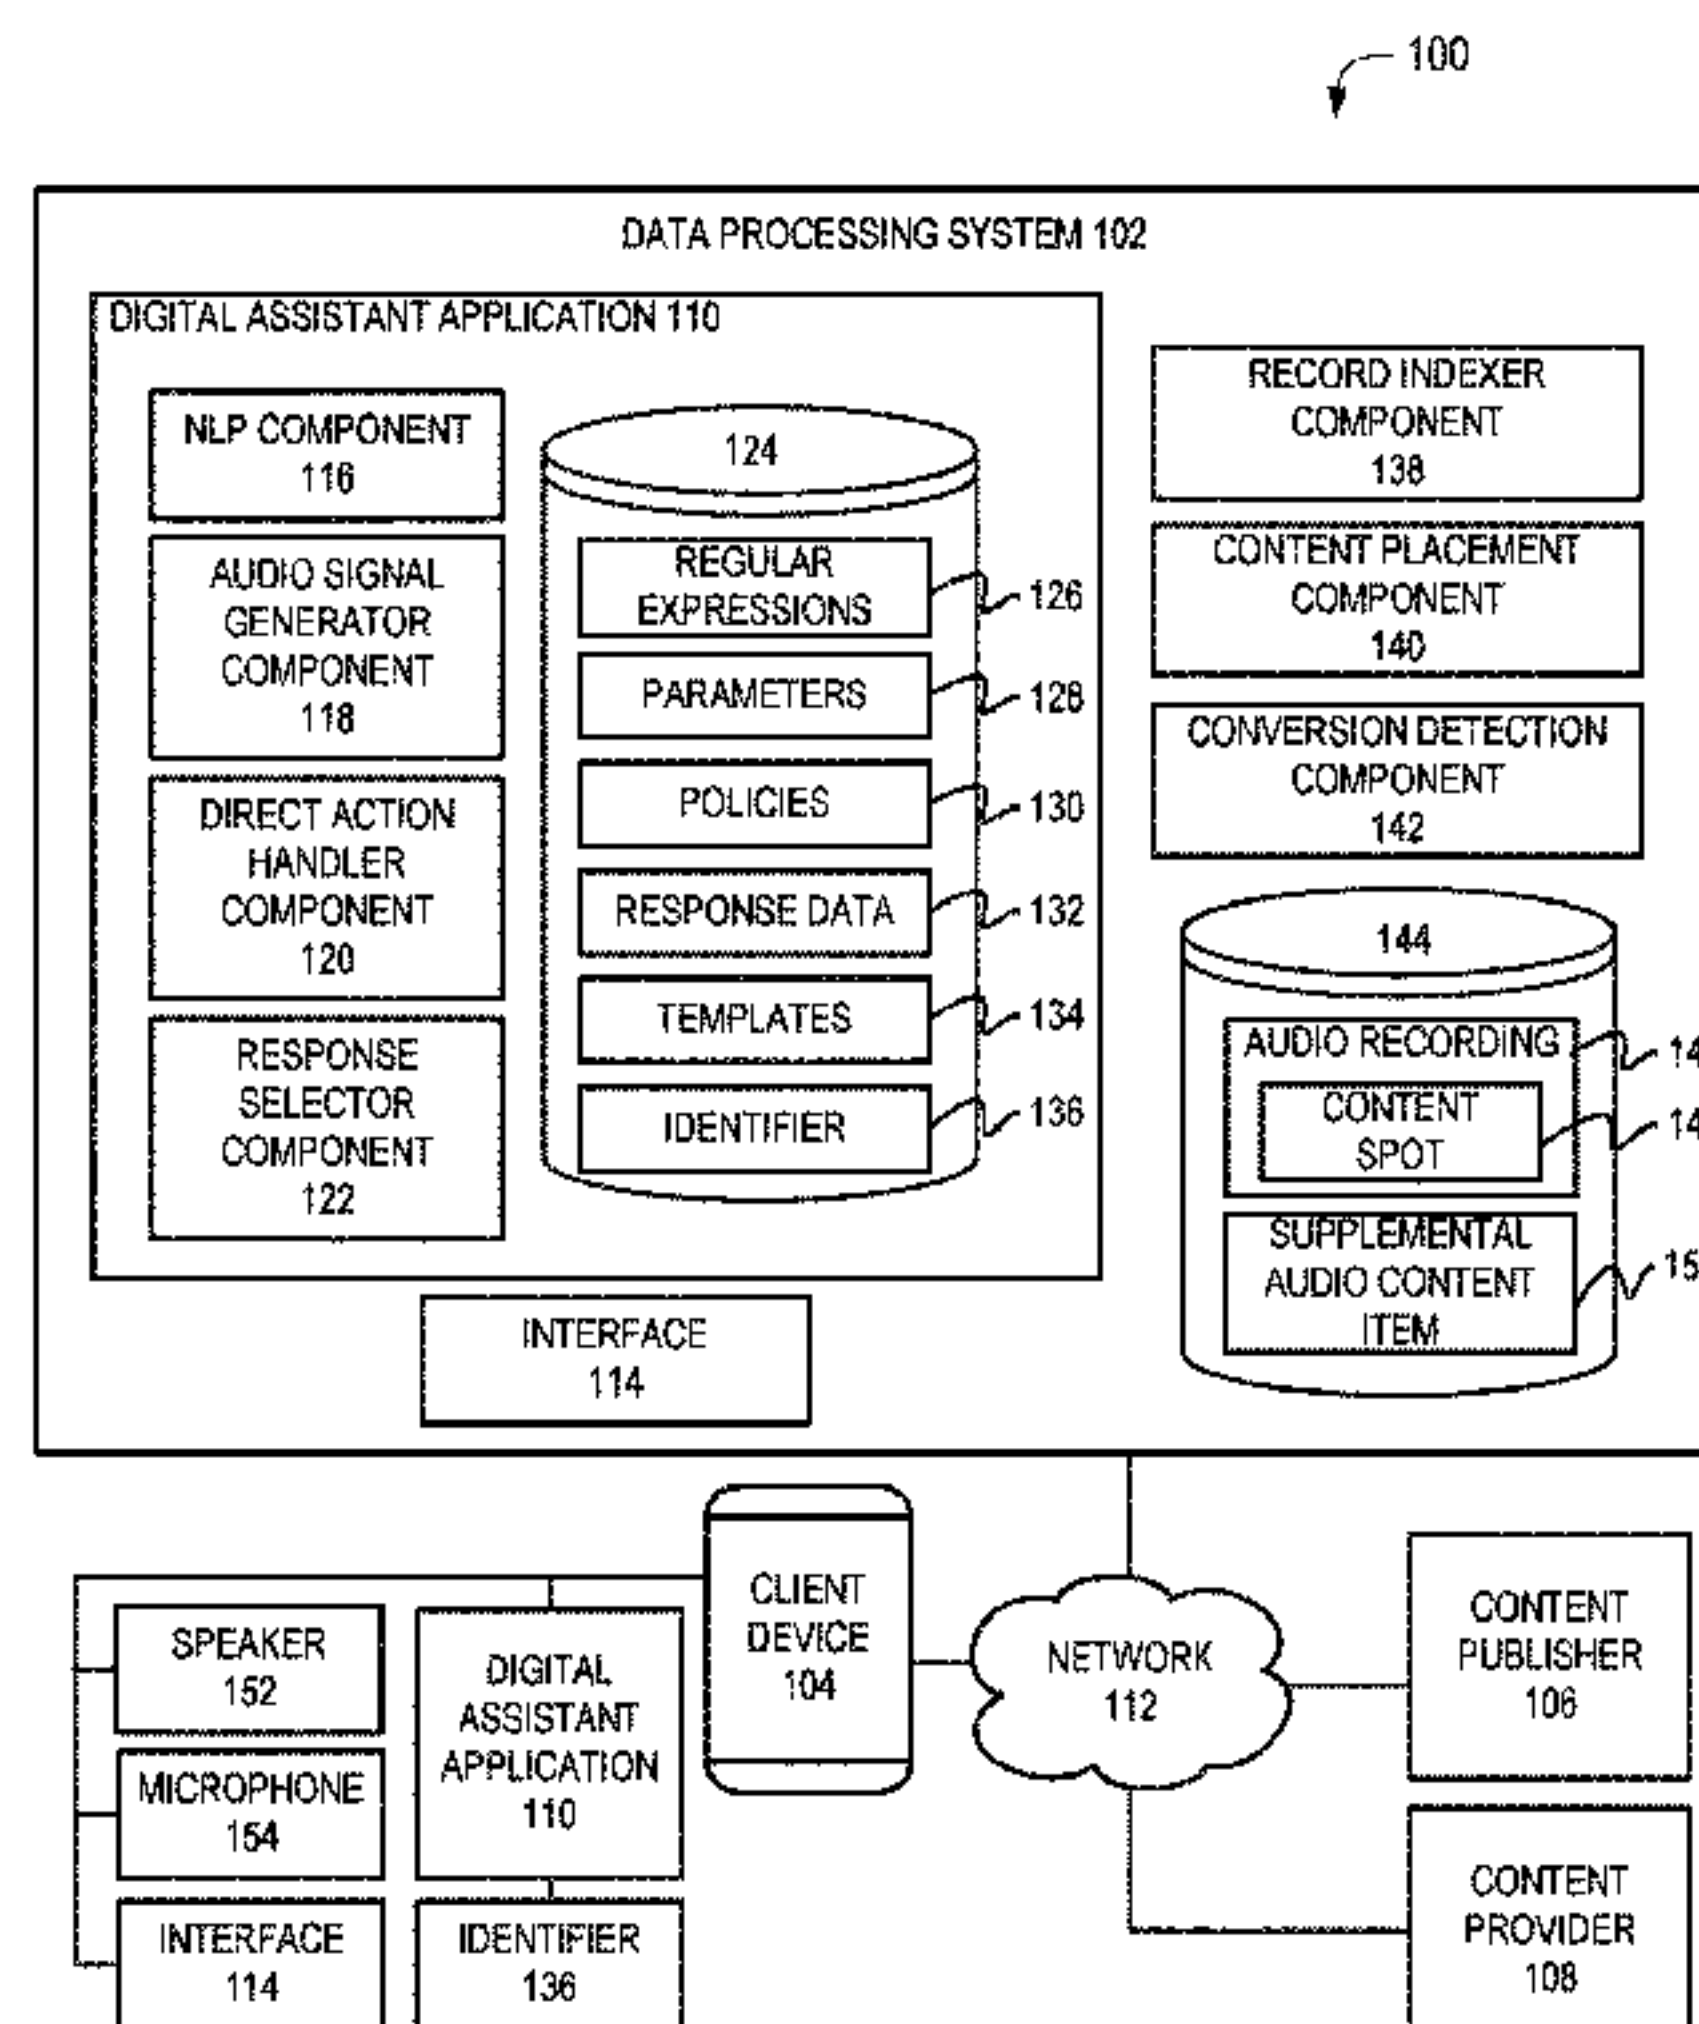 100
DATA PROCESSING SYSTEM 102
DIGITAL ASSISTANT APPLICATION 110
NLP COMPONENT
116
AUDIO SIGNAL
GENERATOR
COMPONENT
118
DIRECT ACTION
HANDLER
COMPONENT
120
RESPONSE
SELECTOR
COMPONENT
122
124
REGULAR
EXPRESSIONS
126
PARAMETERS
128
POLICIES
130
RESPONSE DATA
132
TEMPLATES
134
IDENTIFIER
136
RECORD INDEXER
COMPONENT
138
CONTENT PLACEMENT
COMPONENT
140
CONVERSION DETECTION
COMPONENT
142
144
AUDIO RECORDING
14
CONTENT
SPOT
14
SUPPLEMENTAL
AUDIO CONTENT
ITEM
15
INTERFACE
114
CLIENT
DEVICE
104
NETWORK
112
CONTENT
PUBLISHER
106
CONTENT
PROVIDER
108
SPEAKER
152
MICROPHONE
154
INTERFACE
114
DIGITAL
ASSISTANT
APPLICATION
110
IDENTIFIER
136